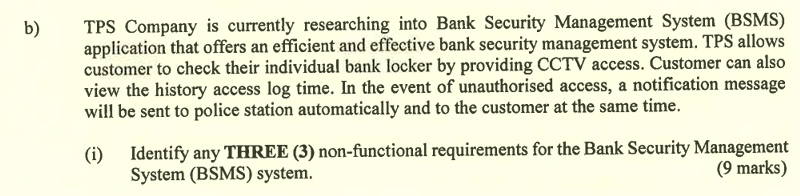 b) TPS Company is currently researching into Bank Security Management System (BSMS)
application that offers an efficient and effective bank security management system. TPS allows
customer to check their individual bank locker by providing CCTV access. Customer can also
view the history access log time. In the event of unauthorised access, a notification message
will be sent to police station automatically and to the customer at the same time.
(i) Identify any THREE (3) non-functional requirements for the Bank Security Management
System (BSMS) system. (9 marks)